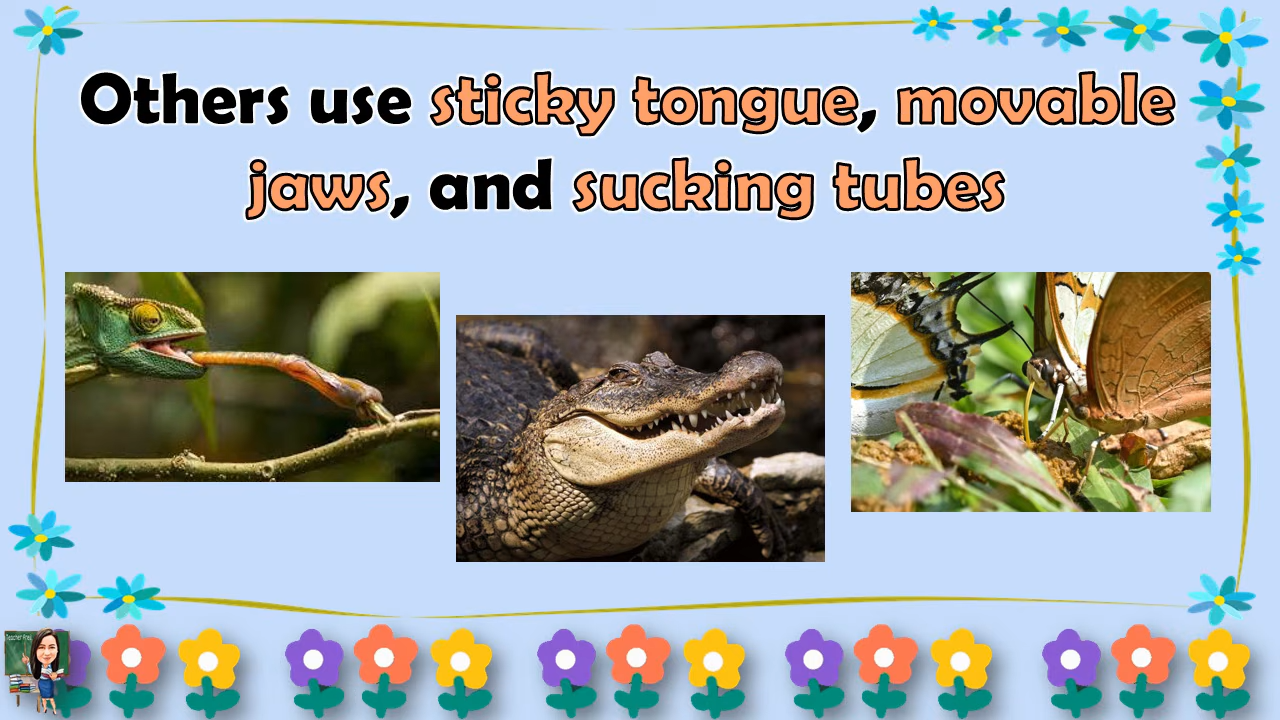 Others use sticky tongue, movable
jaws, and sucking tubes